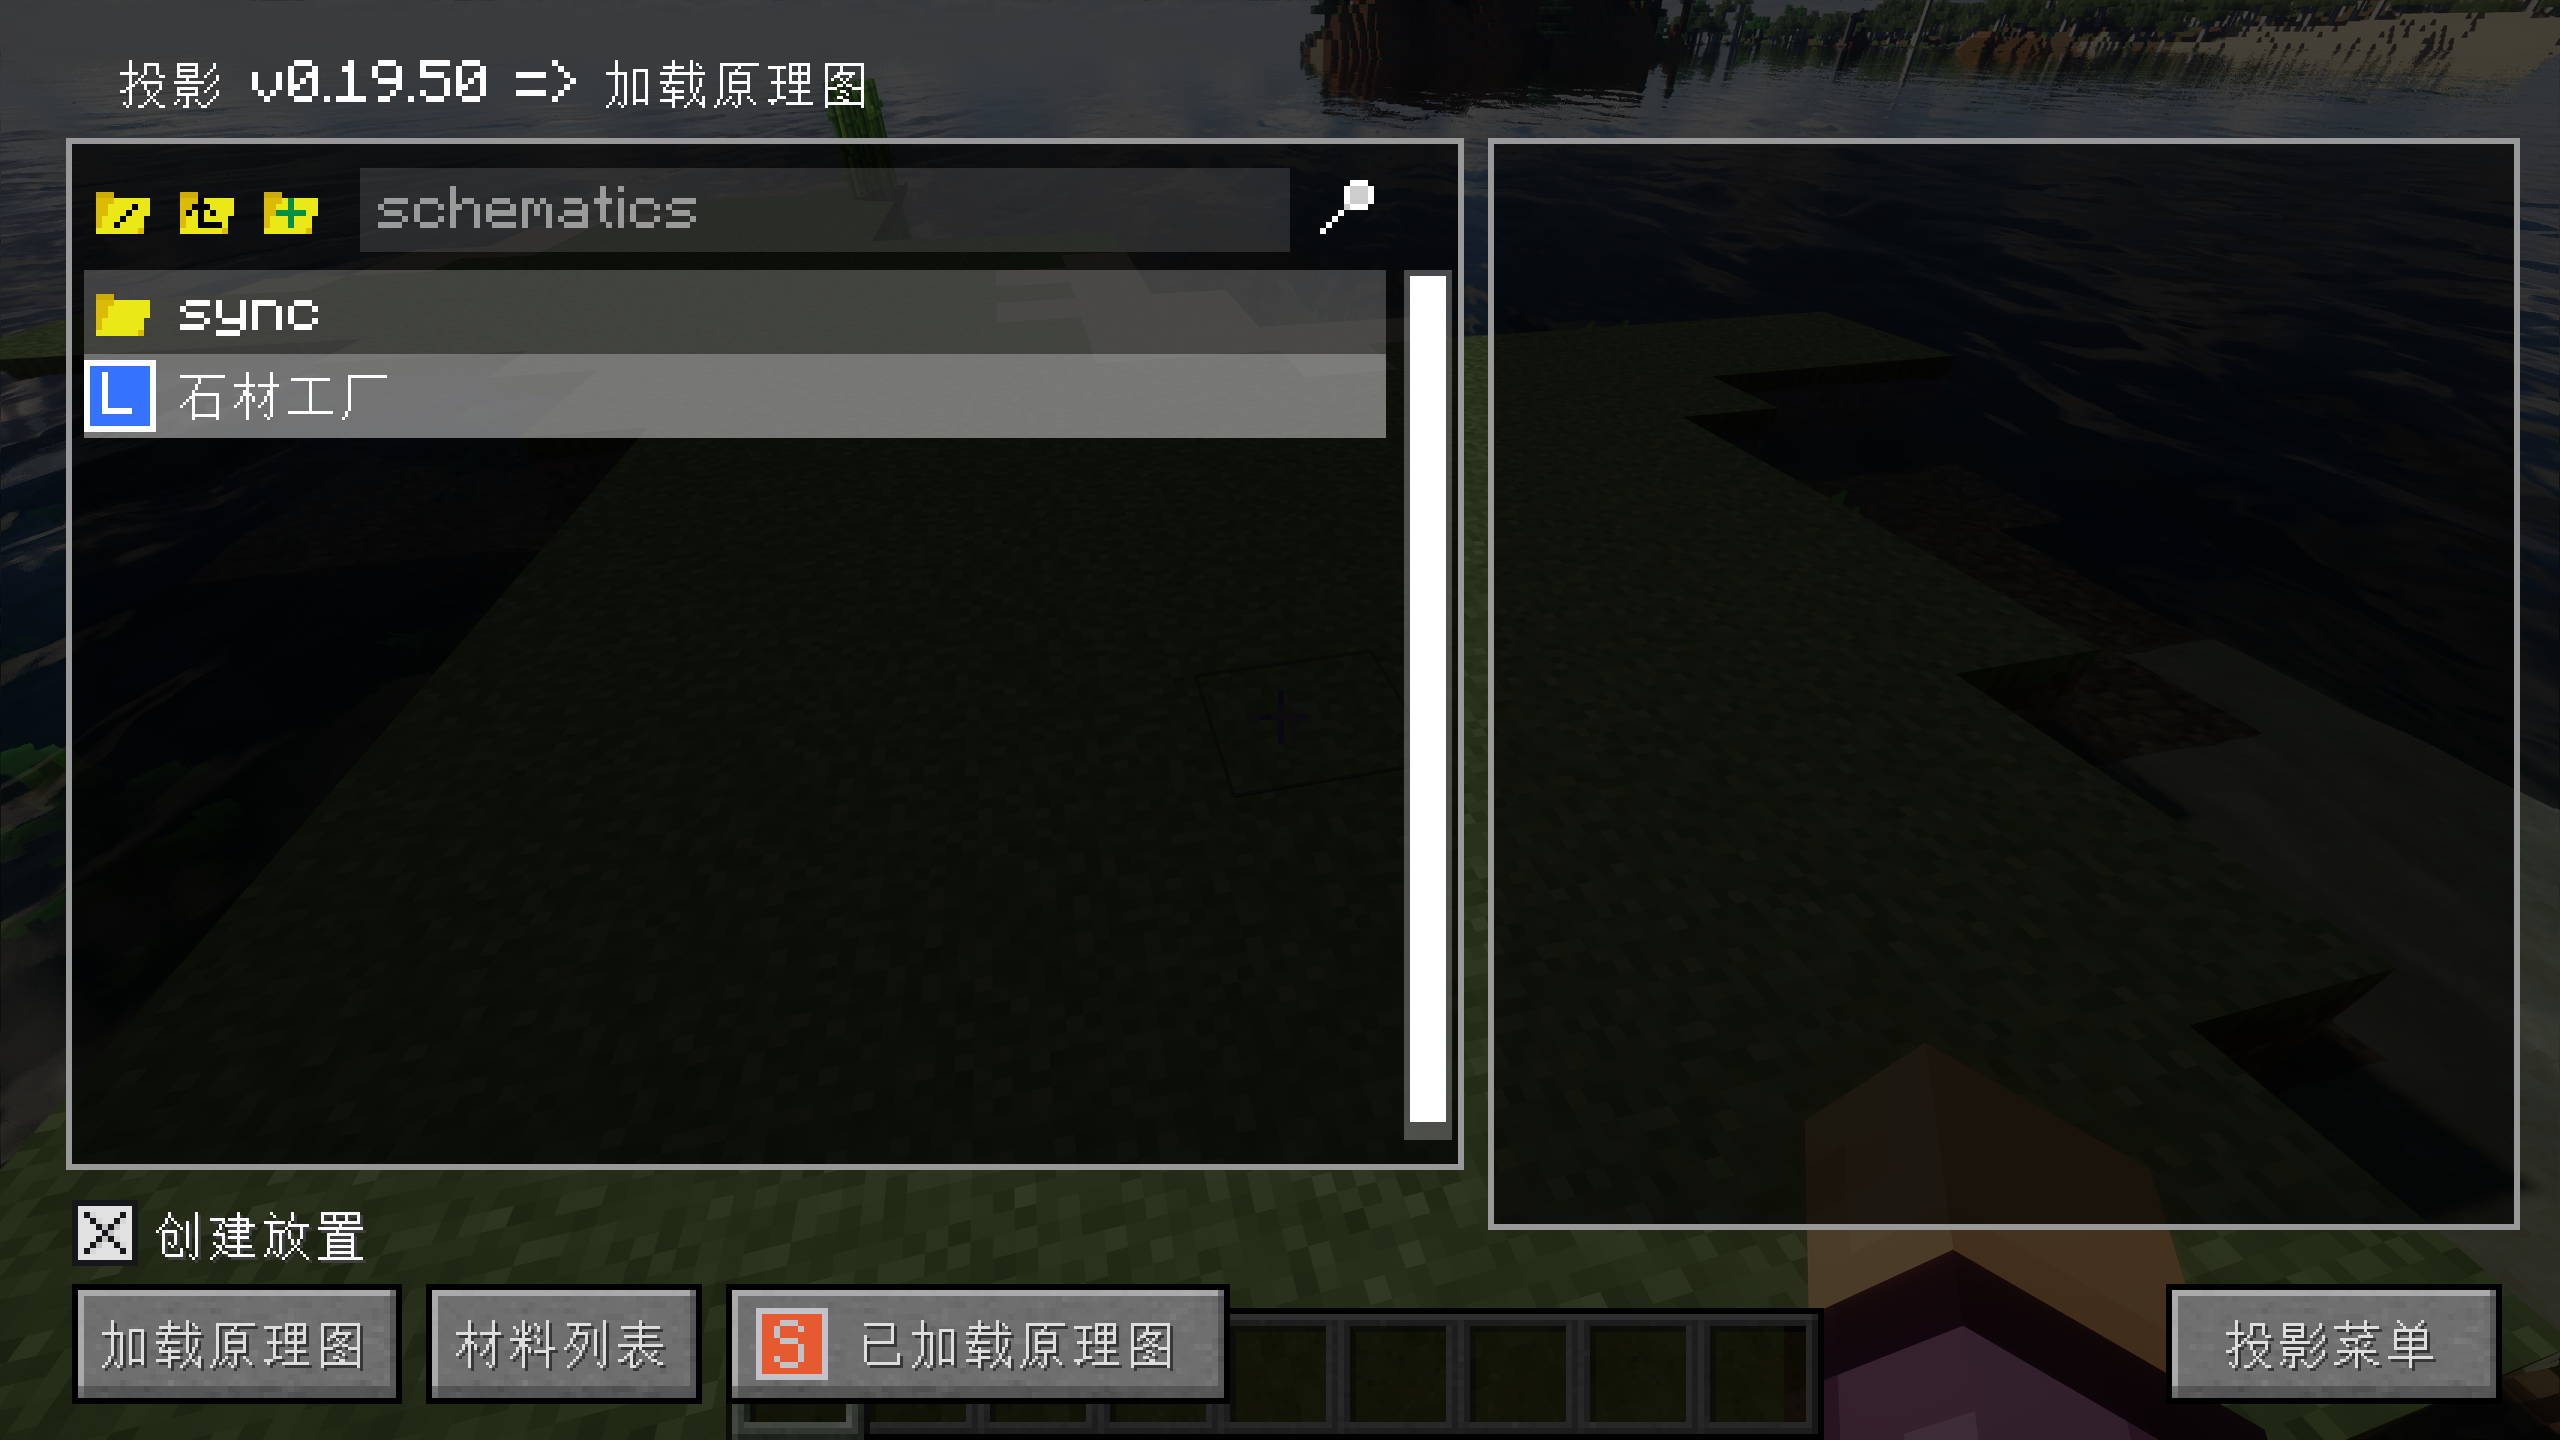 投影 v0.19.50 => 加载原理图
schematics
sync
L 石材工厂
创建放置
加载原理图
材料列表
S 已加载原理图
投影菜单